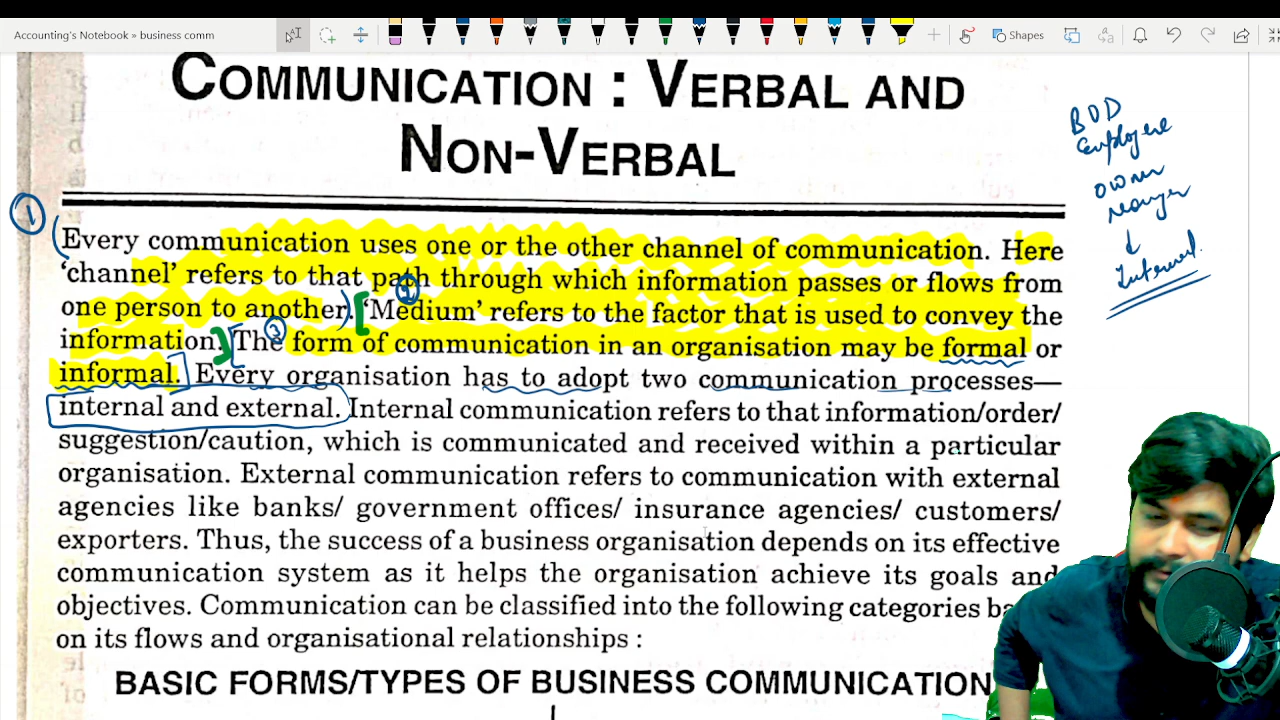 Accounting's Notebook » business comm
Shapes
COMMUNICATION : VERBAL AND
NON-VERBAL
BOD
Employee
owner
manager
↓
Internal.
①
Every communication uses one or the other channel of communication. Here
'channel' refers to that path through which information passes or flows from
②
one person to another. 'Medium' refers to the factor that is used to convey the
③
information. The form of communication in an organisation may be formal or
informal. Every organisation has to adopt two communication processes—
internal and external. Internal communication refers to that information/order/
suggestion/caution, which is communicated and received within a particular
organisation. External communication refers to communication with external
agencies like banks/ government offices/ insurance agencies/ customers/
exporters. Thus, the success of a business organisation depends on its effective
communication system as it helps the organisation achieve its goals and
objectives. Communication can be classified into the following categories
on its flows and organisational relationships :
BASIC FORMS/TYPES OF BUSINESS COMMUNICATION